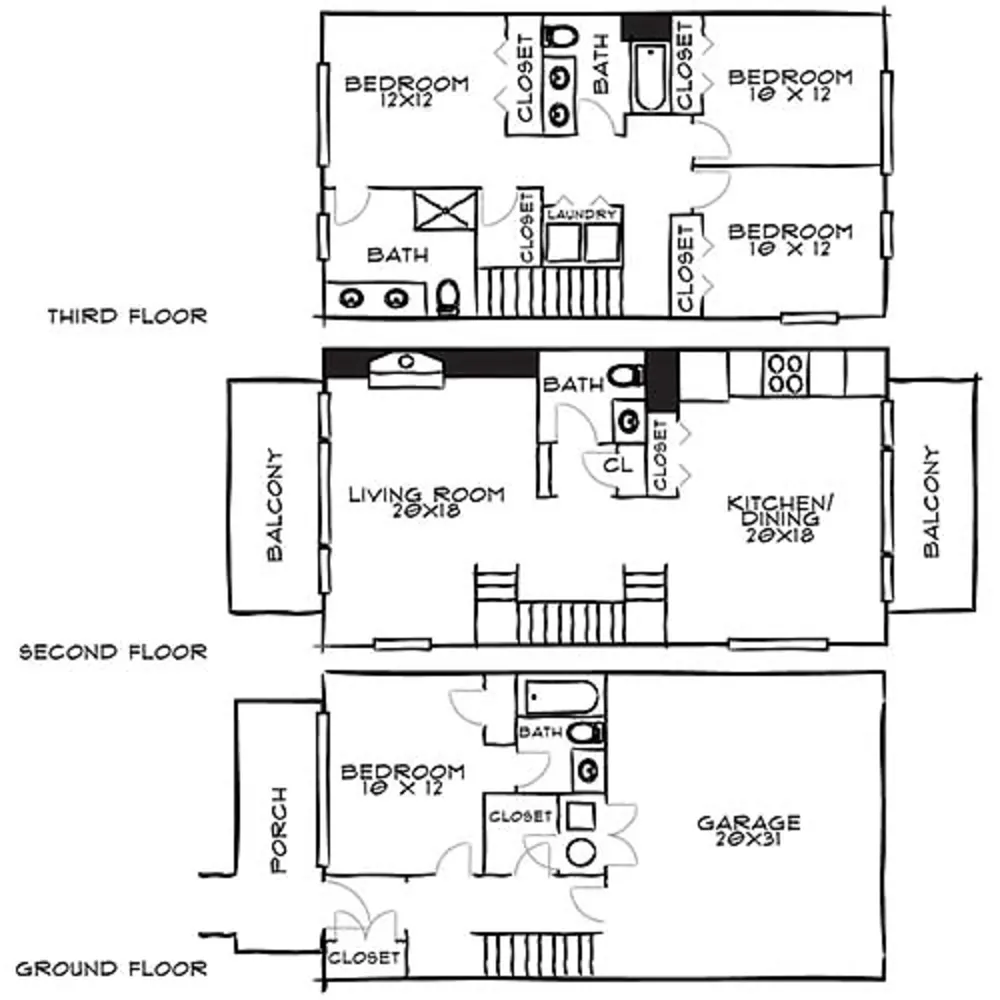 BEDROOM
12X12
CLOSET
BATH
CLOSET
BEDROOM
10 X 12
BATH
CLOSET
LAUNDRY
CLOSET
BEDROOM
10 X 12
THIRD FLOOR
BALCONY
LIVING ROOM
20X18
BATH
CL
CLOSET
KITCHEN/
DINING
20X18
BALCONY
SECOND FLOOR
PORCH
BEDROOM
10 X 12
BATH
CLOSET
GARAGE
20X31
CLOSET
GROUND FLOOR